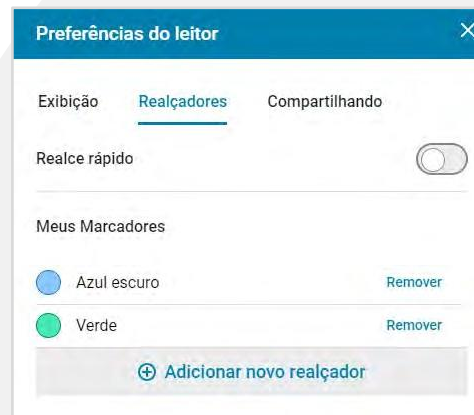 Preferências do leitor
Exibição Realçadores Compartilhando
Realce rápido
Meus Marcadores
Azul escuro Remover
Verde Remover
Adicionar novo realçador